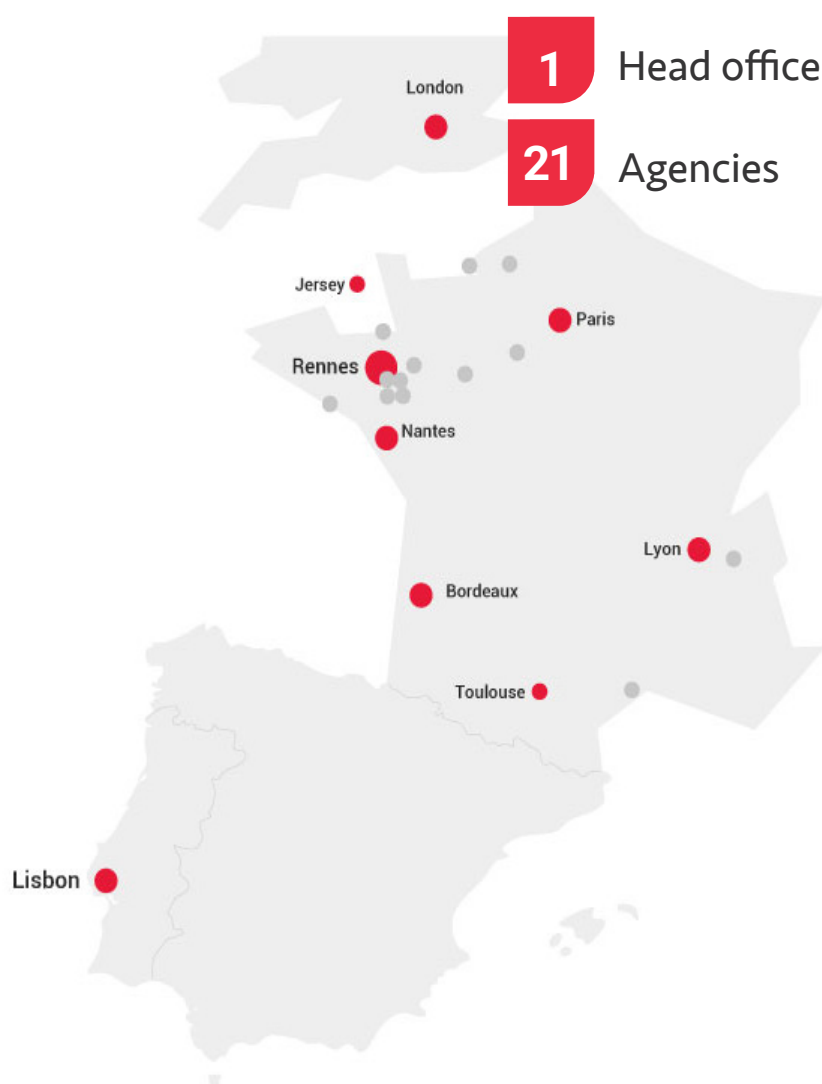 1 Head office
London
21 Agencies
Jersey
Paris
Rennes
Nantes
Lyon
Bordeaux
Toulouse
Lisbon